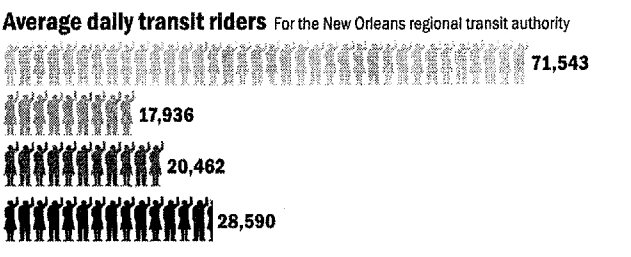 Average daily transit riders For the New Orleans regional transit authority
71,543
17,936
20,462
28,590